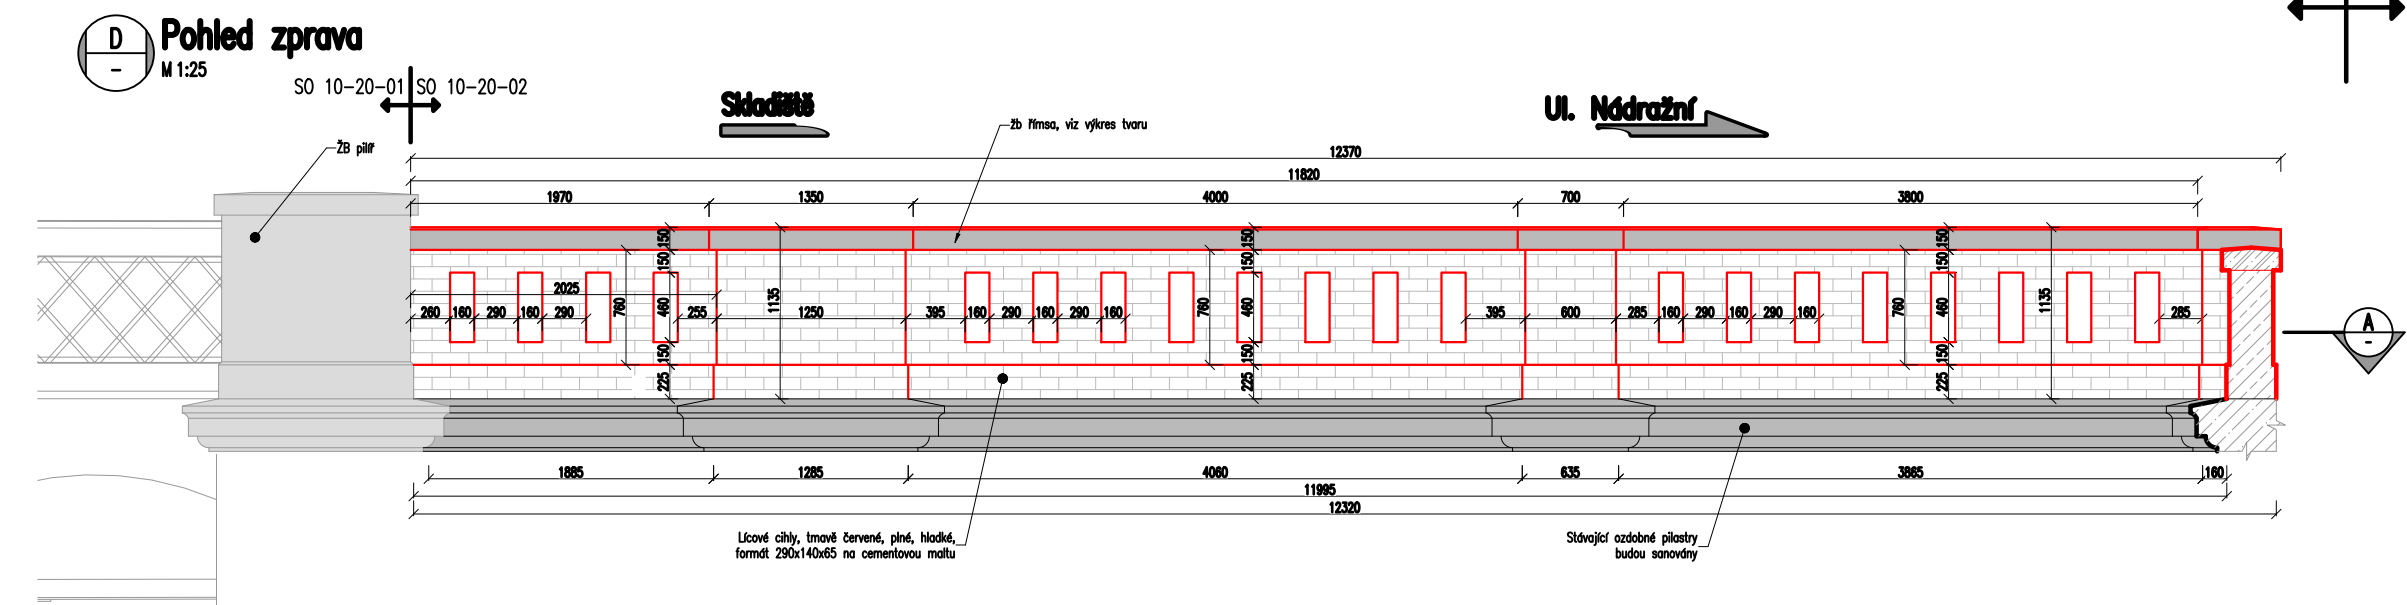 D
-
Pohled zprava
M 1:25
SO 10-20-01 SO 10-20-02
Skladiště
Ul. Nádražní
ŽB pilíř
žb římsa, viz výkres tvaru
12370
11820
1970 1350 4000 700 3800
150 150 150
150 150 150
2025
760 460 1135 760 460 760 460 1135
260 160 290 160 290 255 1250 395 160 290 160 290 160 395 600 285 160 290 160 290 160 285
150 150 150
225 225 225
A
-
1885 1285 4060 635 3865 160
11995
12320
Lícové cihly, tmavě červené, plné, hladké,
formát 290x140x65 na cementovou maltu
Stávající ozdobné pilastry
budou sanovány